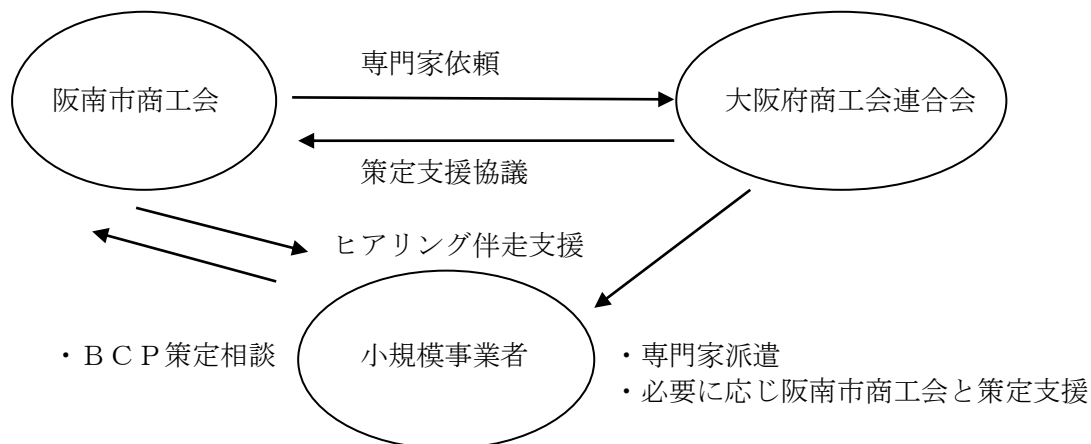 専門家依頼
阪南市商工会
大阪府商工会連合会
策定支援協議
ヒアリング伴走支援
・ＢＣＰ策定相談
小規模事業者
・専門家派遣
・必要に応じ阪南市商工会と策定支援